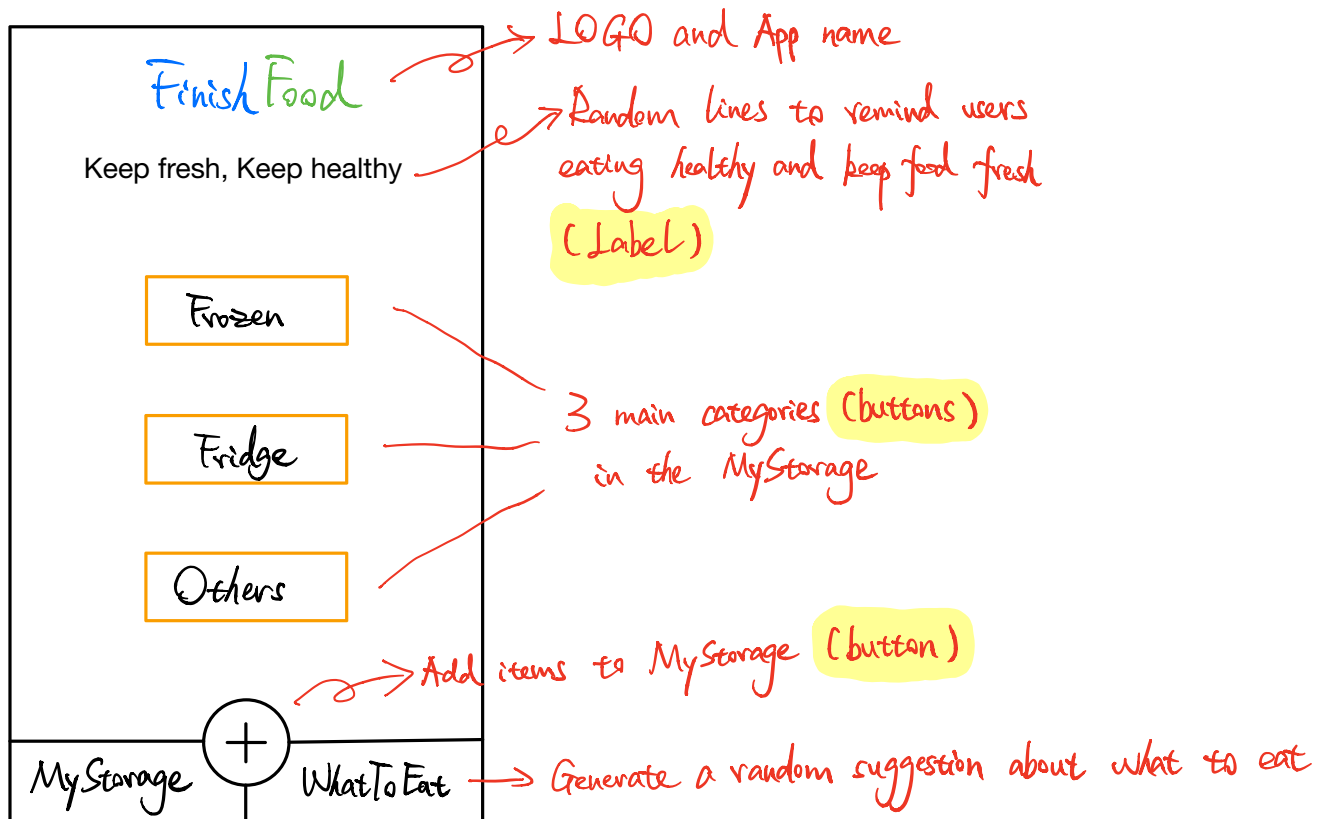 FinishFood
LOGO and App name
Keep fresh, Keep healthy
Random lines to remind users
eating healthy and keep food fresh
(Label)
Frozen
Fridge
Others
3 main categories (buttons)
in the MyStorage
Add items to MyStorage (button)
+
MyStorage
WhatToEat
Generate a random suggestion about what to eat